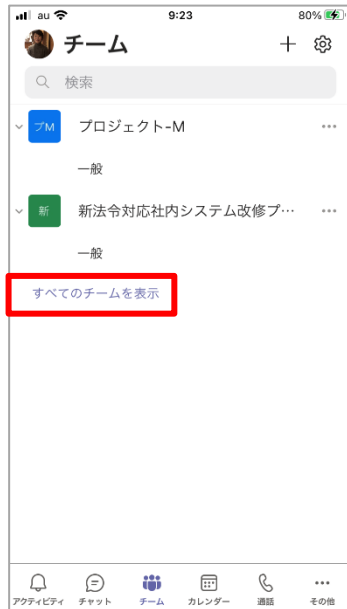 au 9:23 80%
チーム
検索
プM プロジェクト-M
一般
新 新法令対応社内システム改修プ…
一般
すべてのチームを表示
アクティビティ チャット チーム カレンダー 通話 その他